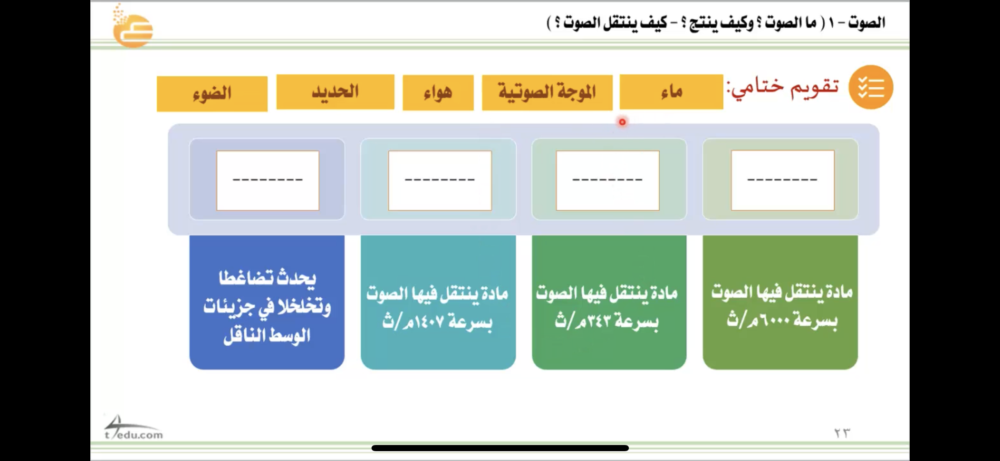 الصوت – ١ ( ما الصوت ؟ وكيف ينتج ؟ – كيف ينتقل الصوت ؟ )
تقويم ختامي:
ماء
الموجة الصوتية
هواء
الحديد
الضوء
--------
--------
--------
--------
مادة ينتقل فيها الصوت
بسرعة ٦٠٠٠م/ث
مادة ينتقل فيها الصوت
بسرعة ٣٤٣م/ث
مادة ينتقل فيها الصوت
بسرعة ١٤٠٧م/ث
يحدث تضاغطا
وتخلخلا في جزيئات
الوسط الناقل
t4edu.com
٢٣